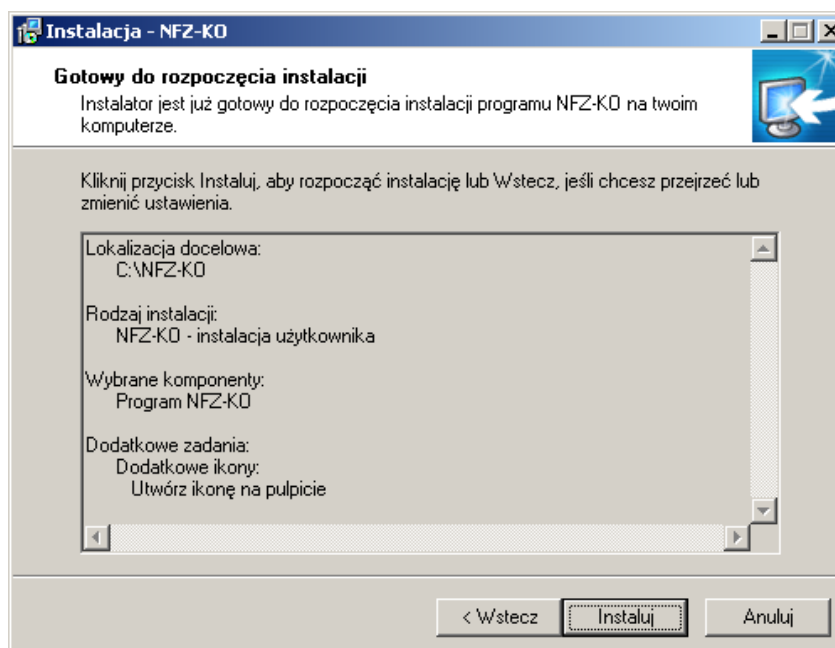 Instalacja - NFZ-KO
Gotowy do rozpoczęcia instalacji
Instalator jest już gotowy do rozpoczęcia instalacji programu NFZ-KO na twoim
komputerze.
Kliknij przycisk Instaluj, aby rozpocząć instalację lub Wstecz, jeśli chcesz przejrzeć lub
zmienić ustawienia.
Lokalizacja docelowa:
C:\NFZ-KO
Rodzaj instalacji:
NFZ-KO - instalacja użytkownika
Wybrane komponenty:
Program NFZ-KO
Dodatkowe zadania:
Dodatkowe ikony:
Utwórz ikonę na pulpicie
< Wstecz Instaluj Anuluj